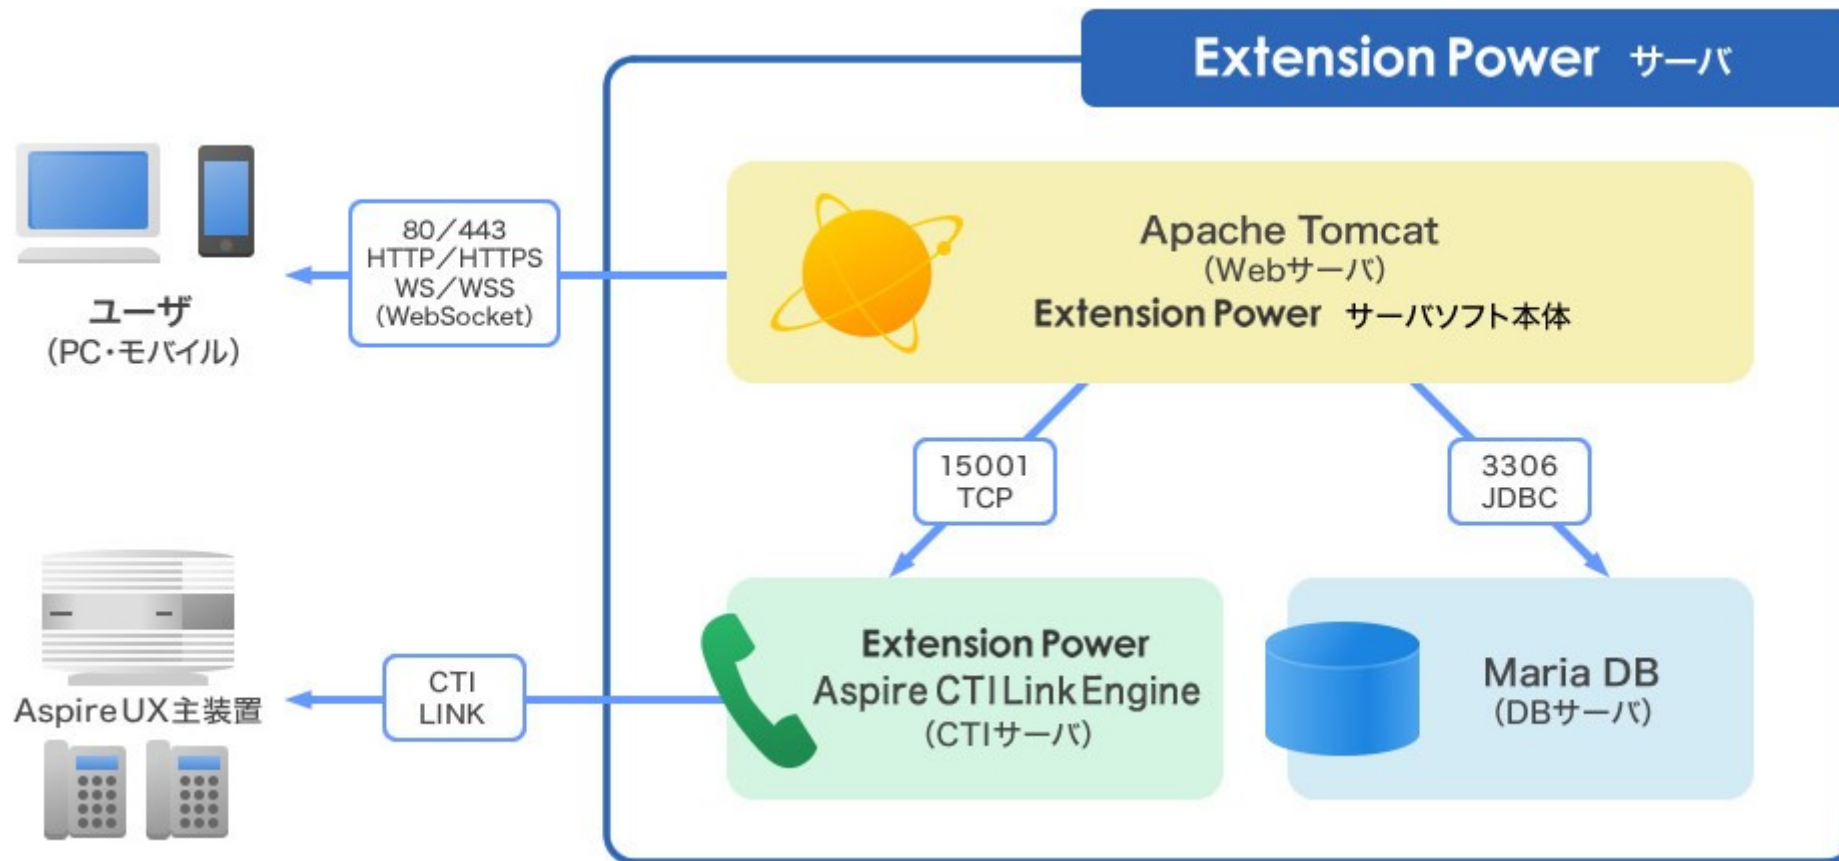 Extension Power サーバ
80／443
HTTP／HTTPS
WS／WSS
(WebSocket)
ユーザ
(PC・モバイル)
Apache Tomcat
(Webサーバ)
Extension Power サーバソフト本体
15001
TCP
3306
JDBC
Extension Power
Aspire CTI Link Engine
(CTIサーバ)
Maria DB
(DBサーバ)
CTI
LINK
Aspire UX主装置